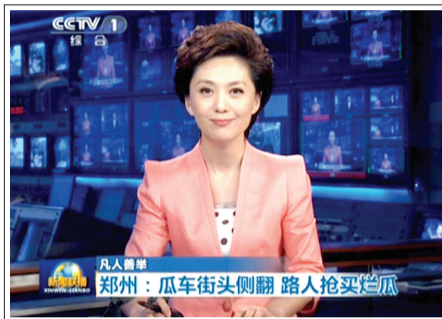 CCTV 1
综合
凡人善举
郑州：瓜车街头侧翻 路人抢买烂瓜
新闻联播
XINWEN LIANBO